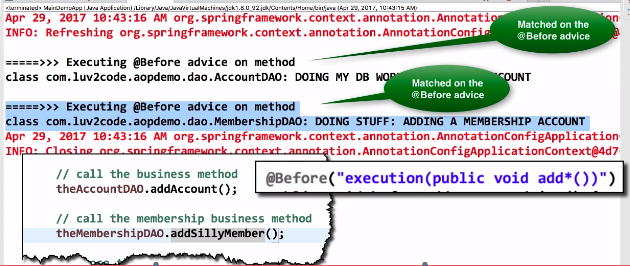 <terminated> MainDemoApp [Java Application] /Library/Java/JavaVirtualMachines/jdk1.8.0_92.jdk/Contents/Home/bin/java (Apr 29, 2017, 10:43:15 AM)
Apr 29, 2017 10:43:16 AM org.springframework.context.annotation.Annotation
INFO: Refreshing org.springframework.context.annotation.AnnotationConfig
Matched on the
@Before advice
=====>>> Executing @Before advice on method
class com.luv2code.aopdemo.dao.AccountDAO: DOING MY DB WOR OUNT
Matched on the
@Before advice
=====>>> Executing @Before advice on method
class com.luv2code.aopdemo.dao.MembershipDAO: DOING STUFF: ADDING A MEMBERSHIP ACCOUNT
Apr 29, 2017 10:43:16 AM org.springframework.context.annotation.AnnotationConfigApplication
INFO: Closing org.springframework.context.annotation.AnnotationConfigApplicationContext@4d7
// call the business method
theAccountDAO.addAccount();
@Before("execution(public void add*())")
// call the membership business method
theMembershipDAO.addSillyMember();